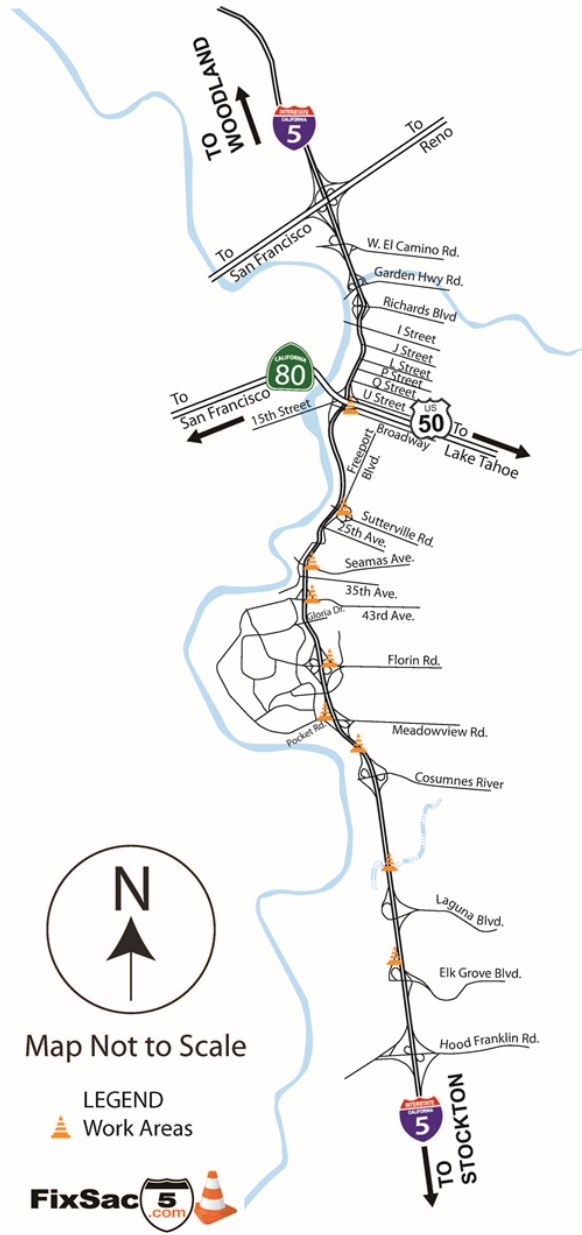 TO
WOODLAND
INTERSTATE
CALIFORNIA
5
To
Reno
To
San Francisco
W. El Camino Rd.
Garden Hwy Rd.
Richards Blvd
I Street
J Street
L Street
P Street
Q Street
U Street
CALIFORNIA
80
To
San Francisco
15th Street
US
50
Broadway
To
Lake Tahoe
Freeport
Blvd.
Sutterville Rd.
25th Ave.
Seamas Ave.
35th Ave.
Gloria Dr.
43rd Ave.
Florin Rd.
Pocket Rd.
Meadowview Rd.
Cosumnes River
Laguna Blvd.
Elk Grove Blvd.
Hood Franklin Rd.
N
Map Not to Scale
LEGEND
Work Areas
INTERSTATE
CALIFORNIA
5
TO
STOCKTON
FixSac 5
.com